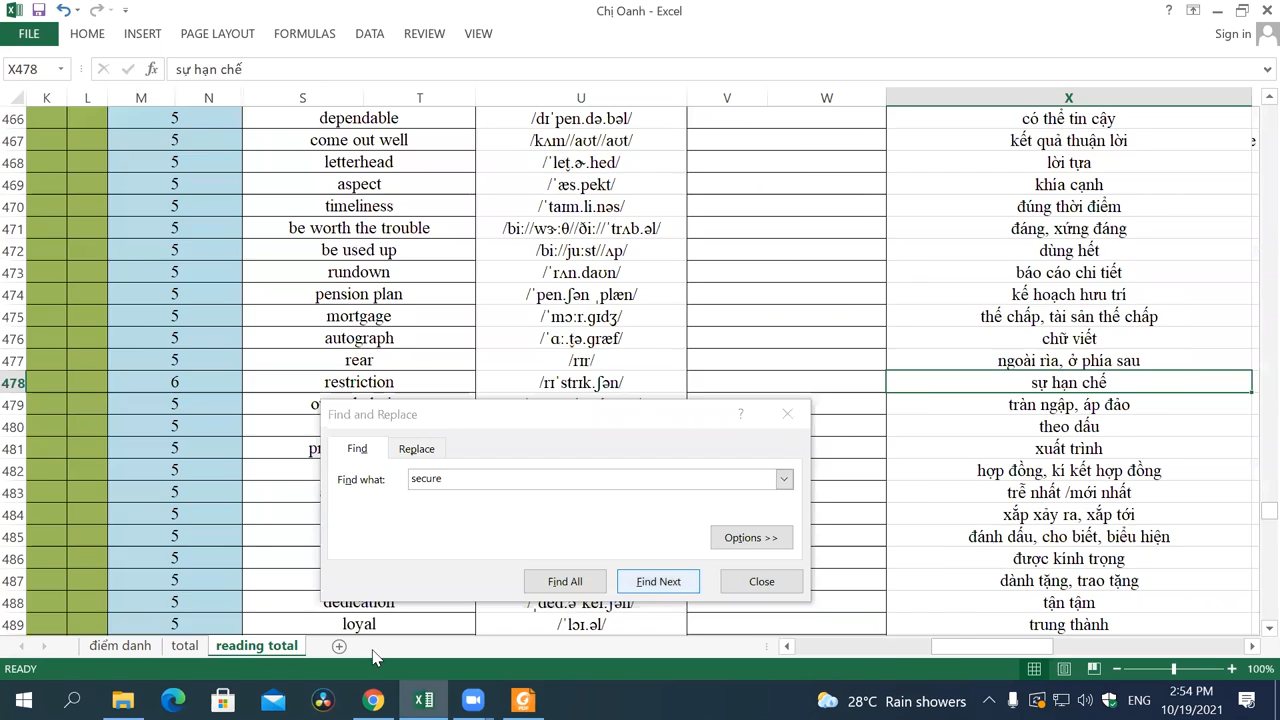 Chị Oanh - Excel
FILE HOME INSERT PAGE LAYOUT FORMULAS DATA REVIEW VIEW Sign in
X478 fx sự hạn chế
K L M N S T U V W X
466 5 dependable /dɪˈpen.də.bəl/ có thể tin cậy
467 5 come out well /kʌm//aʊt//aʊt/ kết quả thuận lời e
468 5 letterhead /ˈlet̬.ɚ.hed/ lời tựa
469 5 aspect /ˈæs.pekt/ khía cạnh
470 5 timeliness /ˈtaɪm.li.nəs/ đúng thời điểm
471 5 be worth the trouble /biː//wɝːθ//ðiː//ˈtrʌb.əl/ đáng, xứng đáng
472 5 be used up /biː//juːst//ʌp/ dùng hết
473 5 rundown /ˈrʌn.daʊn/ báo cáo chi tiết
474 5 pension plan /ˈpen.ʃən ˌplæn/ kế hoạch hưu trí
475 5 mortgage /ˈmɔːr.ɡɪdʒ/ thế chấp, tài sản thế chấp
476 5 autograph /ˈɑː.t̬ə.ɡræf/ chữ viết
477 5 rear /rɪr/ ngoài rìa, ở phía sau
478 6 restriction /rɪˈstrɪk.ʃən/ sự hạn chế
479 5 tràn ngập, áp đảo
480 5 theo dấu
481 5 xuất trình
482 5 hợp đồng, kí kết hợp đồng
483 5 trễ nhất /mới nhất
484 5 xắp xảy ra, xắp tới
485 5 đánh dấu, cho biết, biểu hiện
486 5 được kính trọng
487 5 dành tặng, trao tặng
488 5 dedication /ˌded.əˈkeɪ.ʃən/ tận tâm
489 5 loyal /ˈlɔɪ.əl/ trung thành
Find and Replace ?
Find Replace
Find what: secure
Options >>
Find All Find Next Close
điểm danh total reading total
READY 100%
28°C Rain showers ENG 2:54 PM
10/19/2021